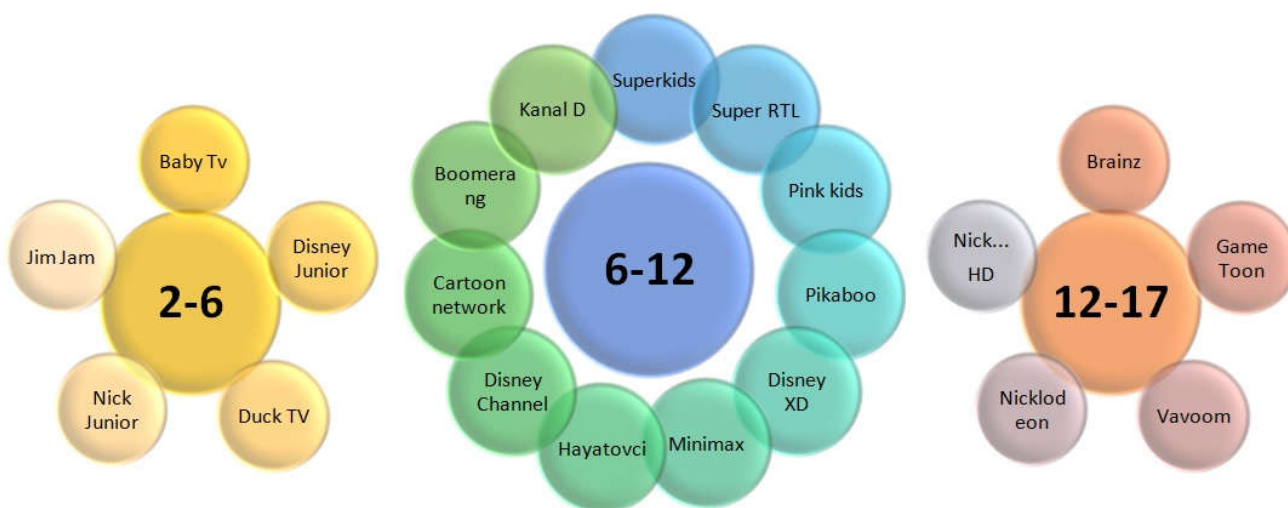 Baby Tv
Disney
Junior
Duck TV
Nick
Junior
Jim Jam
2-6
Superkids
Super RTL
Pink kids
Pikaboo
Disney
XD
Minimax
Hayatovci
Disney
Channel
Cartoon
network
Boomera
ng
Kanal D
6-12
Brainz
Game
Toon
Vavoom
Nicklod
eon
Nick...
HD
12-17